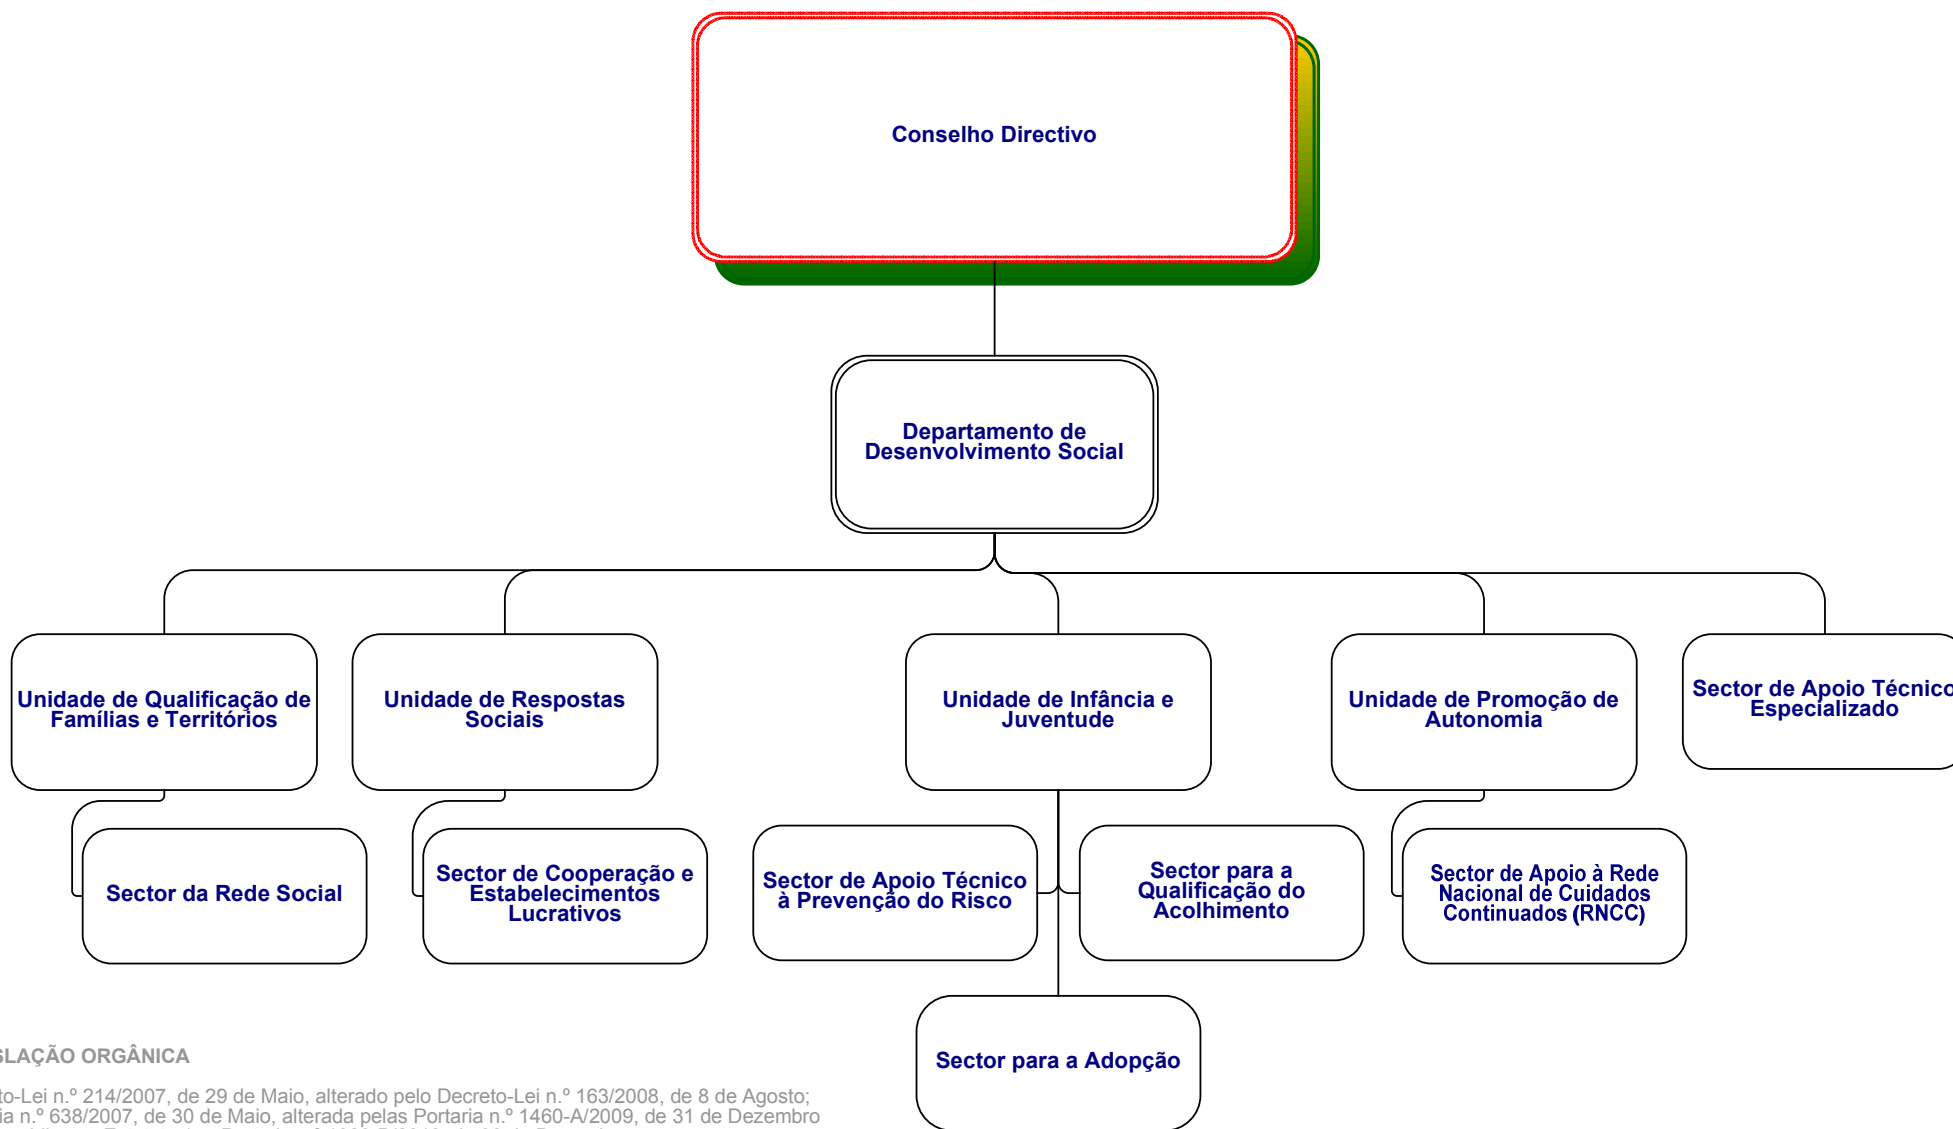 Conselho Directivo
Departamento de
Desenvolvimento Social
Unidade de Qualificação de
Famílias e Territórios
Unidade de Respostas
Sociais
Unidade de Infância e
Juventude
Unidade de Promoção de
Autonomia
Sector de Apoio Técnico
Especializado
Sector da Rede Social
Sector de Cooperação e
Estabelecimentos
Lucrativos
Sector de Apoio Técnico
à Prevenção do Risco
Sector para a
Qualificação do
Acolhimento
Sector de Apoio à Rede
Nacional de Cuidados
Continuados (RNCC)
Sector para a Adopção
SLAÇÃO ORGÂNICA
to-Lei n.º 214/2007, de 29 de Maio, alterado pelo Decreto-Lei n.º 163/2008, de 8 de Agosto;
ia n.º 638/2007, de 30 de Maio, alterada pelas Portaria n.º 1460-A/2009, de 31 de Dezembro